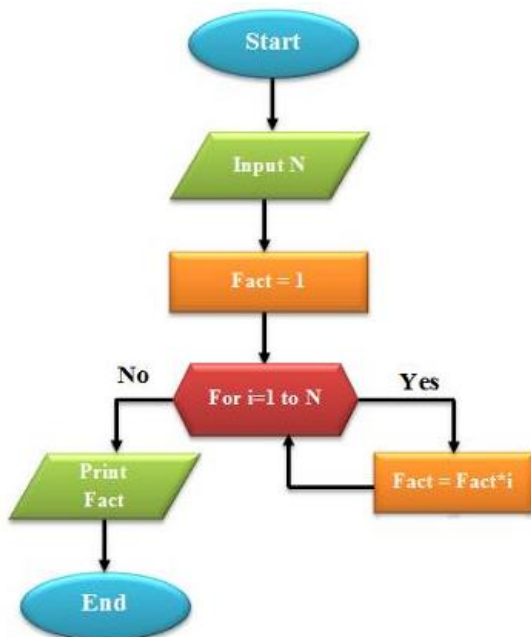 Start
Input N
Fact = 1
For i=1 to N
No
Yes
Fact = Fact*i
Print
Fact
End